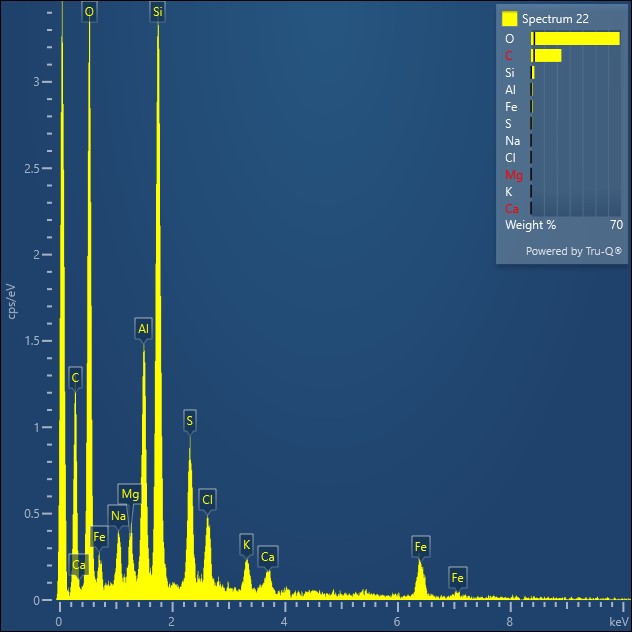 O
Si
Spectrum 22
O
C
Si
Al
Fe
S
Na
Cl
Mg
K
Ca
Weight % 70
Powered by Tru-Q®
3
2.5
2
cps/eV
1.5
Al
C
1
S
Mg
Cl
0.5
Na
Fe
K
Fe
Ca
Ca
Fe
0
0 2 4 6 8 keV